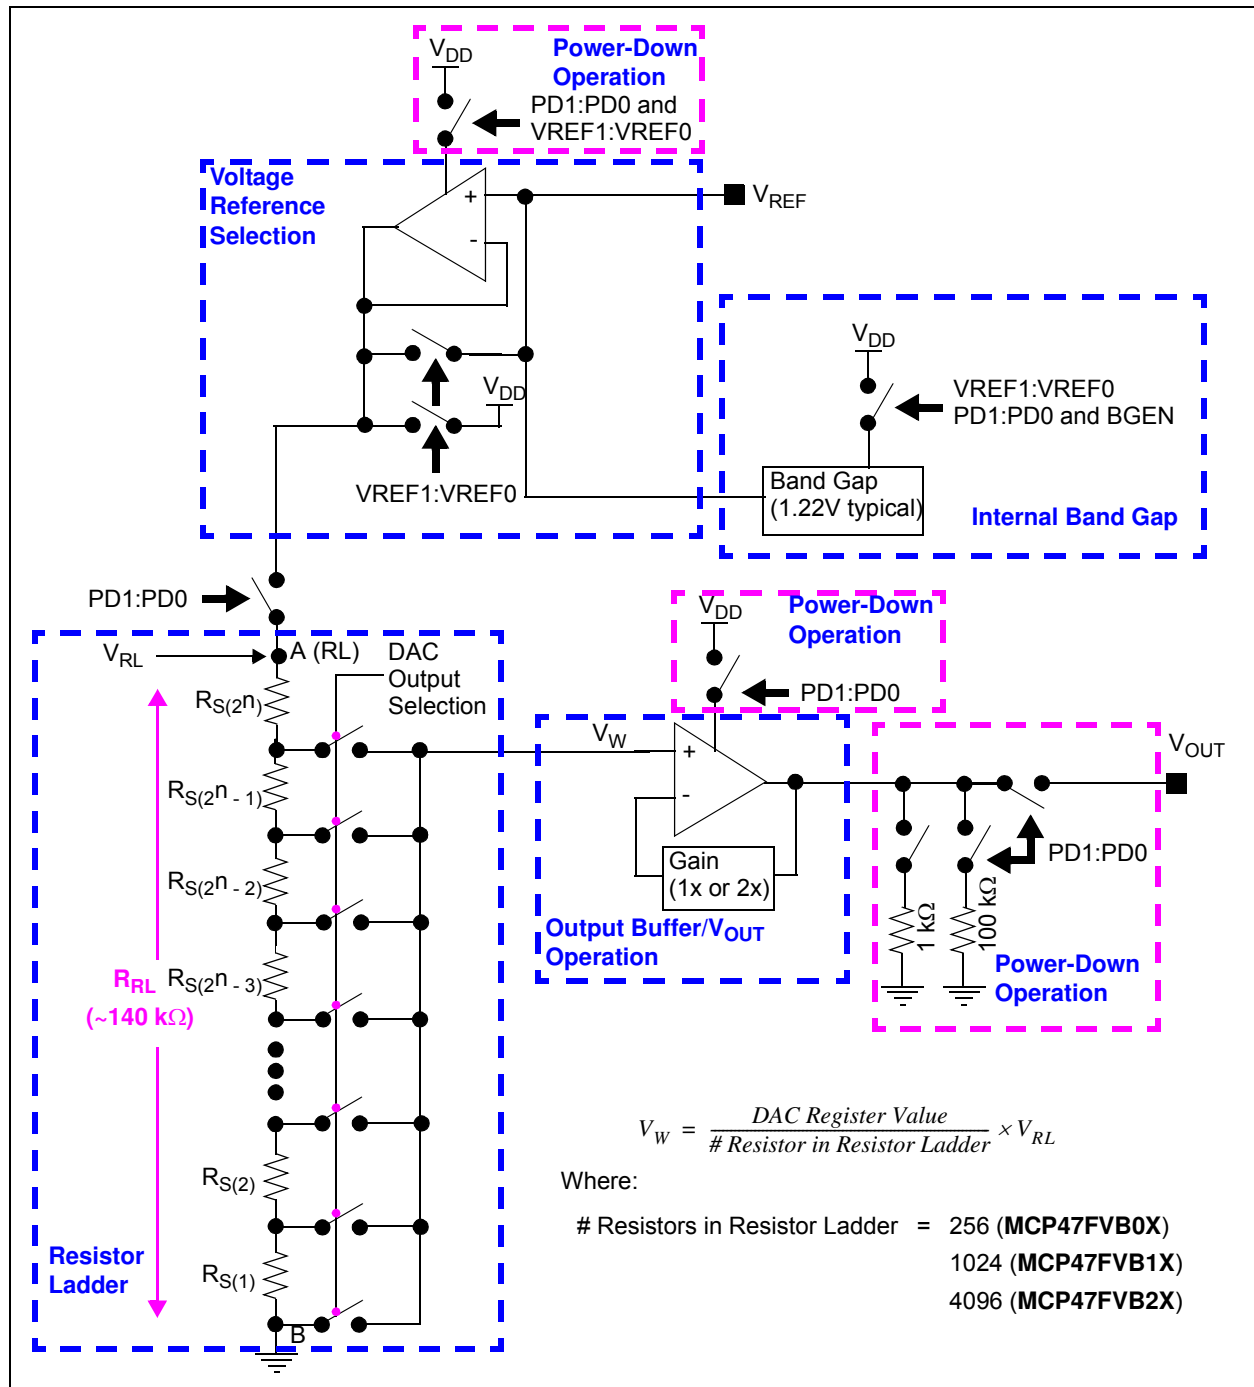 VDD
Power-Down
Operation
PD1:PD0 and
VREF1:VREF0
Voltage
Reference
Selection
+
-
VREF
VDD
VREF1:VREF0
VDD
VREF1:VREF0
PD1:PD0 and BGEN
Band Gap
(1.22V typical)
Internal Band Gap
PD1:PD0
VRL
A (RL)
DAC
Output
Selection
RS(2n)
RS(2n - 1)
RS(2n - 2)
RS(2n - 3)
RRL
(~140 kΩ)
RS(2)
RS(1)
Resistor
Ladder
B
VDD
Power-Down
Operation
PD1:PD0
VW
+
-
Gain
(1x or 2x)
Output Buffer/VOUT
Operation
VOUT
PD1:PD0
1 kΩ
100 kΩ
Power-Down
Operation
VW = DAC Register Value / # Resistor in Resistor Ladder × VRL
Where:
# Resistors in Resistor Ladder = 256 (MCP47FVB0X)
1024 (MCP47FVB1X)
4096 (MCP47FVB2X)